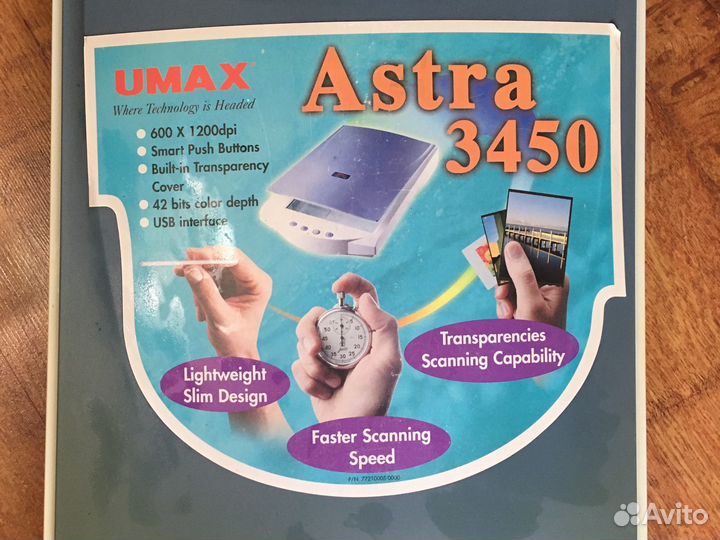 UMAX
Where Technology is Headed
600 X 1200dpi
Smart Push Buttons
Built-in Transparency
Cover
42 bits color depth
USB interface
Astra
3450
Lightweight
Slim Design
Faster Scanning
Speed
Transparencies
Scanning Capability
Avito